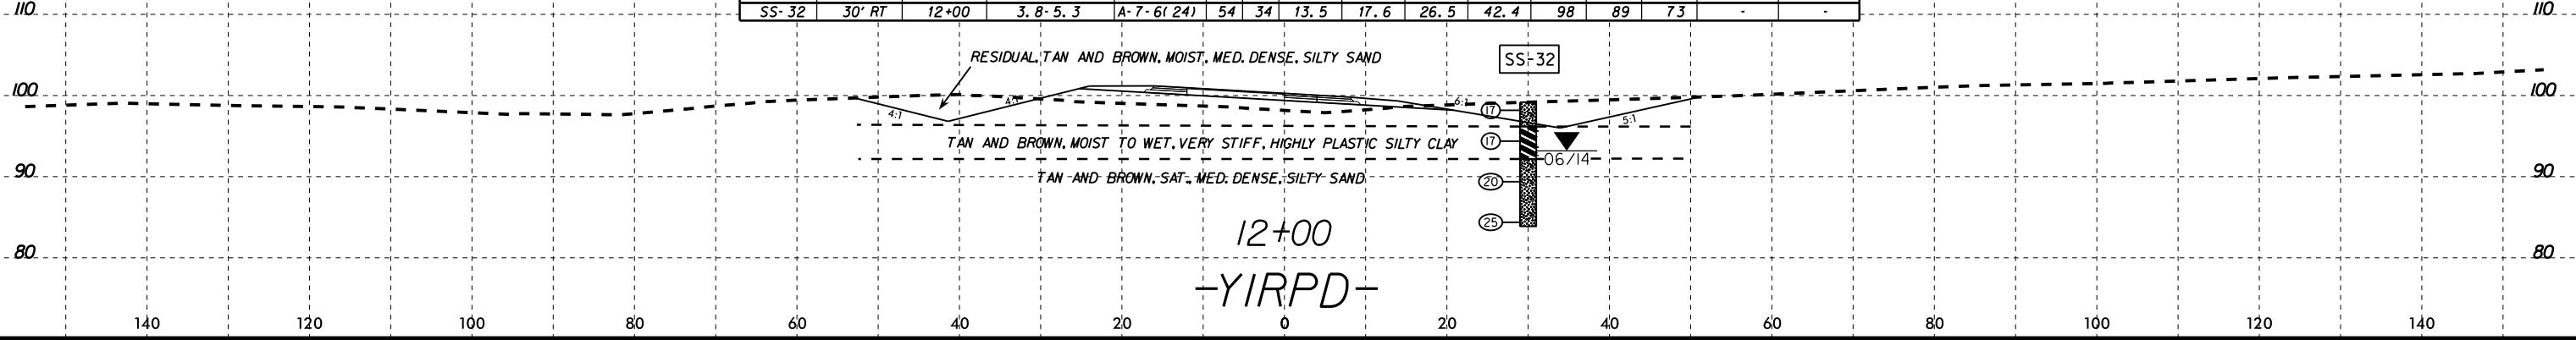 110 110
SS-32 30' RT 12+00 3.8-5.3 A-7-6(24) 54 34 13.5 17.6 26.5 42.4 98 89 73 - -
RESIDUAL, TAN AND BROWN, MOIST, MED. DENSE, SILTY SAND
SS-32
100 100
4:1 4:1 6:1 17 5:1
TAN AND BROWN, MOIST TO WET, VERY STIFF, HIGHLY PLASTIC SILTY CLAY 17
06/14
90 90
TAN AND BROWN, SAT., MED. DENSE, SILTY SAND 20
25
12+00
80 80
-Y1RPD-
140 120 100 80 60 40 20 0 20 40 60 80 100 120 140